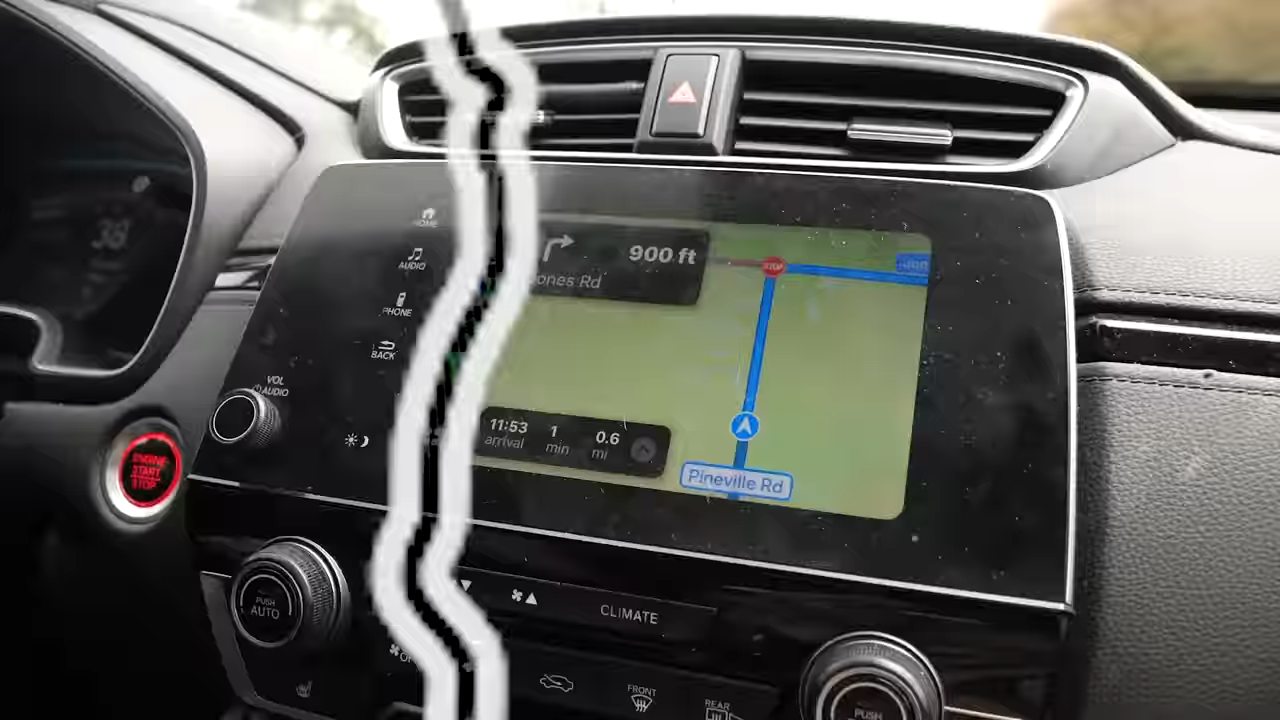 38
HOME
AUDIO
PHONE
BACK
VOL
AUDIO
900 ft
ones Rd
STOP
11:53 1 0.6
arrival min mi
Pineville Rd
ENGINE
START
STOP
PUSH
AUTO
CLIMATE
FRONT
REAR
PUSH